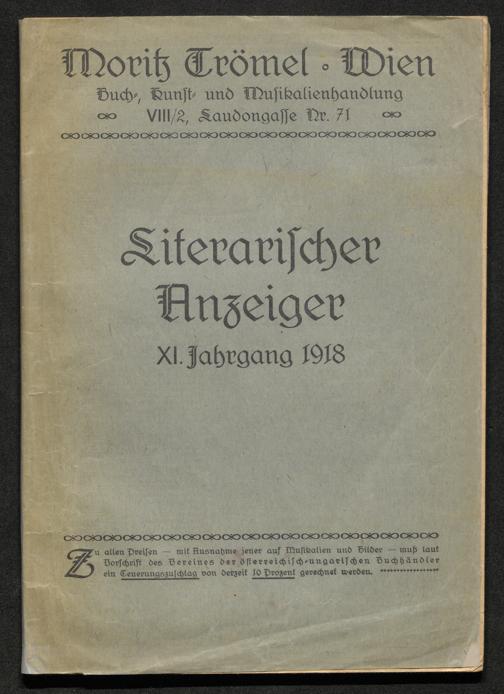 Moritz Trömel ∘ Wien
Buch-, Kunst- und Musikalienhandlung
VIII/2, Laudongasse Nr. 71
Literarischer
Anzeiger
XI. Jahrgang 1918
Zu allen Preisen — mit Ausnahme jener auf Musikalien und Bilder — muß laut
Vorschrift des Vereines der österreichisch-ungarischen Buchhändler
ein Teuerungszuschlag von derzeit 10 Prozent gerechnet werden.